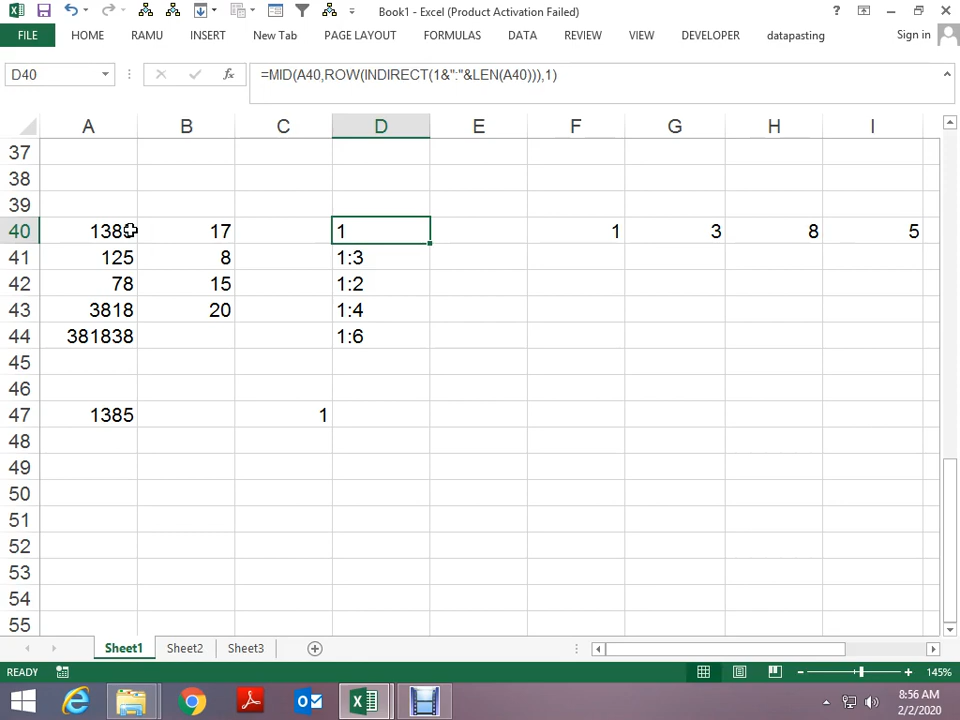 Book1 - Excel (Product Activation Failed)
FILE HOME RAMU INSERT New Tab PAGE LAYOUT FORMULAS DATA REVIEW VIEW DEVELOPER datapasting Sign in
D40 fx =MID(A40,ROW(INDIRECT(1&":"&LEN(A40))),1)
A B C D E F G H I
37
38
39
40 1385 17 1 1 3 8 5
41 125 8 1:3
42 78 15 1:2
43 3818 20 1:4
44 381838 1:6
45
46
47 1385 1
48
49
50
51
52
53
54
55
Sheet1 Sheet2 Sheet3
READY 145%
8:56 AM
2/2/2020